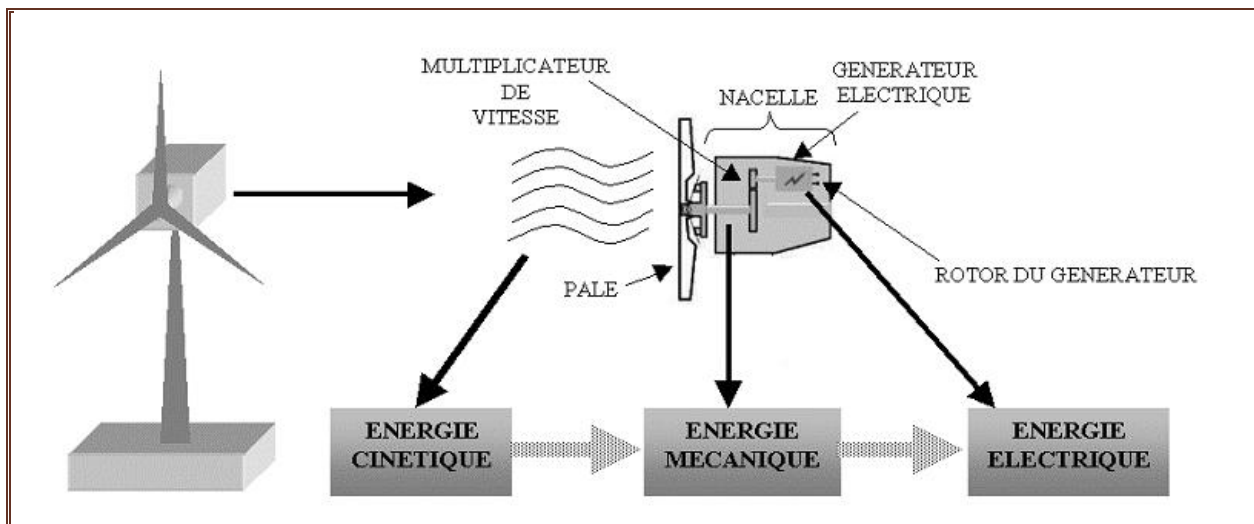 MULTIPLICATEUR
DE
VITESSE
NACELLE
GENERATEUR
ELECTRIQUE
PALE
ROTOR DU GENERATEUR
ENERGIE
CINETIQUE
ENERGIE
MECANIQUE
ENERGIE
ELECTRIQUE